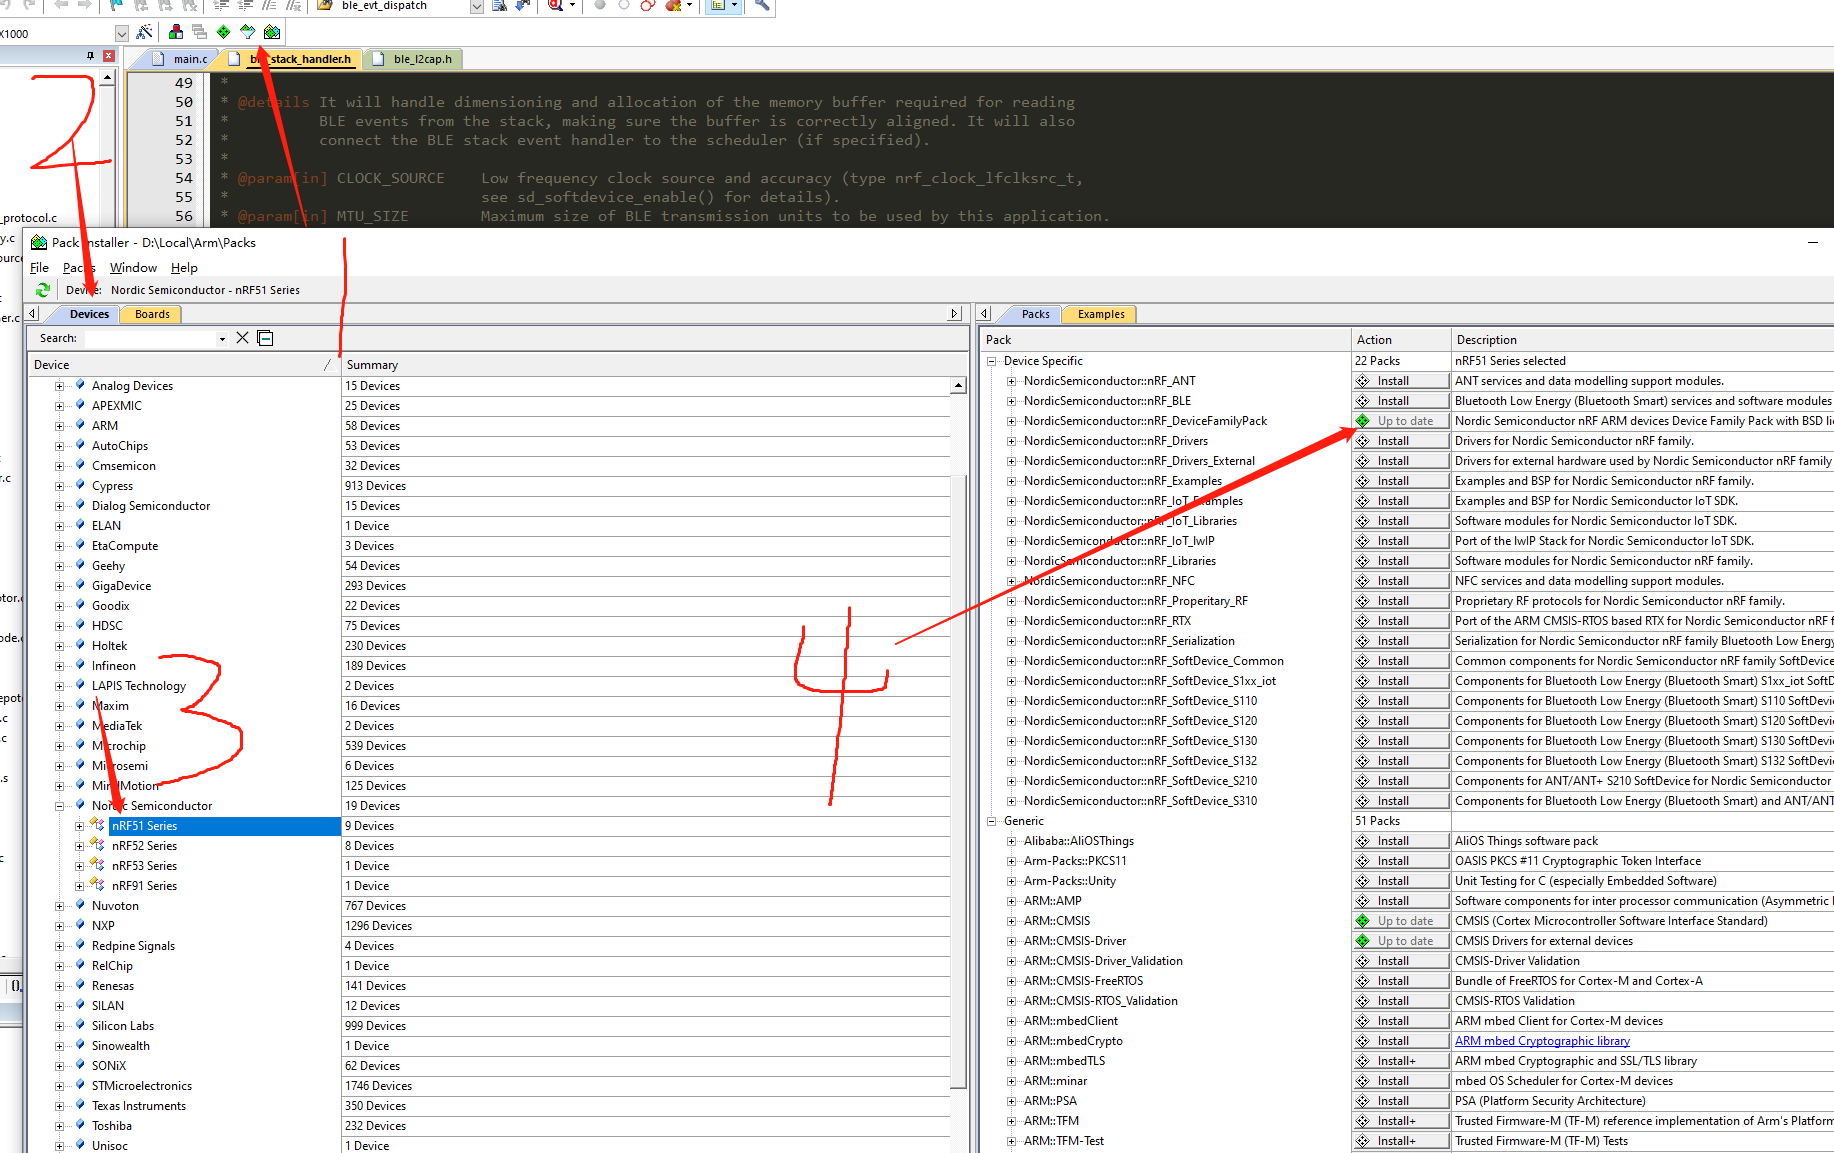 ble_evt_dispatch
X1000
main.c
ble_stack_handler.h
ble_l2cap.h
49 *
50 * @details It will handle dimensioning and allocation of the memory buffer required for reading
51 * BLE events from the stack, making sure the buffer is correctly aligned. It will also
52 * connect the BLE stack event handler to the scheduler (if specified).
53 *
54 * @param[in] CLOCK_SOURCE Low frequency clock source and accuracy (type nrf_clock_lfclksrc_t,
55 * see sd_softdevice_enable() for details).
56 * @param[in] MTU_SIZE Maximum size of BLE transmission units to be used by this application.
_protocol.c
y.c
ource
er.c
r.c
otor.c
ode.c
epoto
.c
.c
.s
2
1
3
4
Pack Installer - D:\Local\Arm\Packs
File Packs Window Help
Device: Nordic Semiconductor - nRF51 Series
Devices Boards
Search:
Device Summary
Analog Devices 15 Devices
APEXMIC 25 Devices
ARM 58 Devices
AutoChips 53 Devices
Cmsemicon 32 Devices
Cypress 913 Devices
Dialog Semiconductor 15 Devices
ELAN 1 Device
EtaCompute 3 Devices
Geehy 54 Devices
GigaDevice 293 Devices
Goodix 22 Devices
HDSC 75 Devices
Holtek 230 Devices
Infineon 189 Devices
LAPIS Technology 2 Devices
Maxim 16 Devices
MediaTek 2 Devices
Microchip 539 Devices
Microsemi 6 Devices
MindMotion 125 Devices
Nordic Semiconductor 19 Devices
nRF51 Series 9 Devices
nRF52 Series 8 Devices
nRF53 Series 1 Device
nRF91 Series 1 Device
Nuvoton 767 Devices
NXP 1296 Devices
Redpine Signals 4 Devices
RelChip 1 Device
Renesas 141 Devices
SILAN 12 Devices
Silicon Labs 999 Devices
Sinowealth 1 Device
SONiX 62 Devices
STMicroelectronics 1746 Devices
Texas Instruments 350 Devices
Toshiba 232 Devices
Unisoc 1 Device
Packs Examples
Pack Action Description
Device Specific 22 Packs nRF51 Series selected
NordicSemiconductor::nRF_ANT Install ANT services and data modelling support modules.
NordicSemiconductor::nRF_BLE Install Bluetooth Low Energy (Bluetooth Smart) services and software modules
NordicSemiconductor::nRF_DeviceFamilyPack Up to date Nordic Semiconductor nRF ARM devices Device Family Pack with BSD li
NordicSemiconductor::nRF_Drivers Install Drivers for Nordic Semiconductor nRF family.
NordicSemiconductor::nRF_Drivers_External Install Drivers for external hardware used by Nordic Semiconductor nRF family
NordicSemiconductor::nRF_Examples Install Examples and BSP for Nordic Semiconductor nRF family.
NordicSemiconductor::nRF_IoT_Examples Install Examples and BSP for Nordic Semiconductor IoT SDK.
NordicSemiconductor::nRF_IoT_Libraries Install Software modules for Nordic Semiconductor IoT SDK.
NordicSemiconductor::nRF_IoT_lwIP Install Port of the lwIP Stack for Nordic Semiconductor IoT SDK.
NordicSemiconductor::nRF_Libraries Install Software modules for Nordic Semiconductor nRF family.
NordicSemiconductor::nRF_NFC Install NFC services and data modelling support modules.
NordicSemiconductor::nRF_Properitary_RF Install Proprietary RF protocols for Nordic Semiconductor nRF family.
NordicSemiconductor::nRF_RTX Install Port of the ARM CMSIS-RTOS based RTX for Nordic Semiconductor nRF f
NordicSemiconductor::nRF_Serialization Install Serialization for Nordic Semiconductor nRF family Bluetooth Low Energy
NordicSemiconductor::nRF_SoftDevice_Common Install Common components for Nordic Semiconductor nRF family SoftDevice
NordicSemiconductor::nRF_SoftDevice_S1xx_iot Install Components for Bluetooth Low Energy (Bluetooth Smart) S1xx_iot SoftD
NordicSemiconductor::nRF_SoftDevice_S110 Install Components for Bluetooth Low Energy (Bluetooth Smart) S110 SoftDevic
NordicSemiconductor::nRF_SoftDevice_S120 Install Components for Bluetooth Low Energy (Bluetooth Smart) S120 SoftDevic
NordicSemiconductor::nRF_SoftDevice_S130 Install Components for Bluetooth Low Energy (Bluetooth Smart) S130 SoftDevic
NordicSemiconductor::nRF_SoftDevice_S132 Install Components for Bluetooth Low Energy (Bluetooth Smart) S132 SoftDevic
NordicSemiconductor::nRF_SoftDevice_S210 Install Components for ANT/ANT+ S210 SoftDevice for Nordic Semiconductor
NordicSemiconductor::nRF_SoftDevice_S310 Install Components for Bluetooth Low Energy (Bluetooth Smart) and ANT/ANT
Generic 51 Packs
Alibaba::AliOSThings Install AliOS Things software pack
Arm-Packs::PKCS11 Install OASIS PKCS #11 Cryptographic Token Interface
Arm-Packs::Unity Install Unit Testing for C (especially Embedded Software)
ARM::AMP Install Software components for inter processor communication (Asymmetric
ARM::CMSIS Up to date CMSIS (Cortex Microcontroller Software Interface Standard)
ARM::CMSIS-Driver Up to date CMSIS Drivers for external devices
ARM::CMSIS-Driver_Validation Install CMSIS-Driver Validation
ARM::CMSIS-FreeRTOS Install Bundle of FreeRTOS for Cortex-M and Cortex-A
ARM::CMSIS-RTOS_Validation Install CMSIS-RTOS Validation
ARM::mbedClient Install ARM mbed Client for Cortex-M devices
ARM::mbedCrypto Install ARM mbed Cryptographic library
ARM::mbedTLS Install+ ARM mbed Cryptographic and SSL/TLS library
ARM::minar Install mbed OS Scheduler for Cortex-M devices
ARM::PSA Install PSA (Platform Security Architecture)
ARM::TFM Install+ Trusted Firmware-M (TF-M) reference implementation of Arm's Platform
ARM::TFM-Test Install+ Trusted Firmware-M (TF-M) Tests